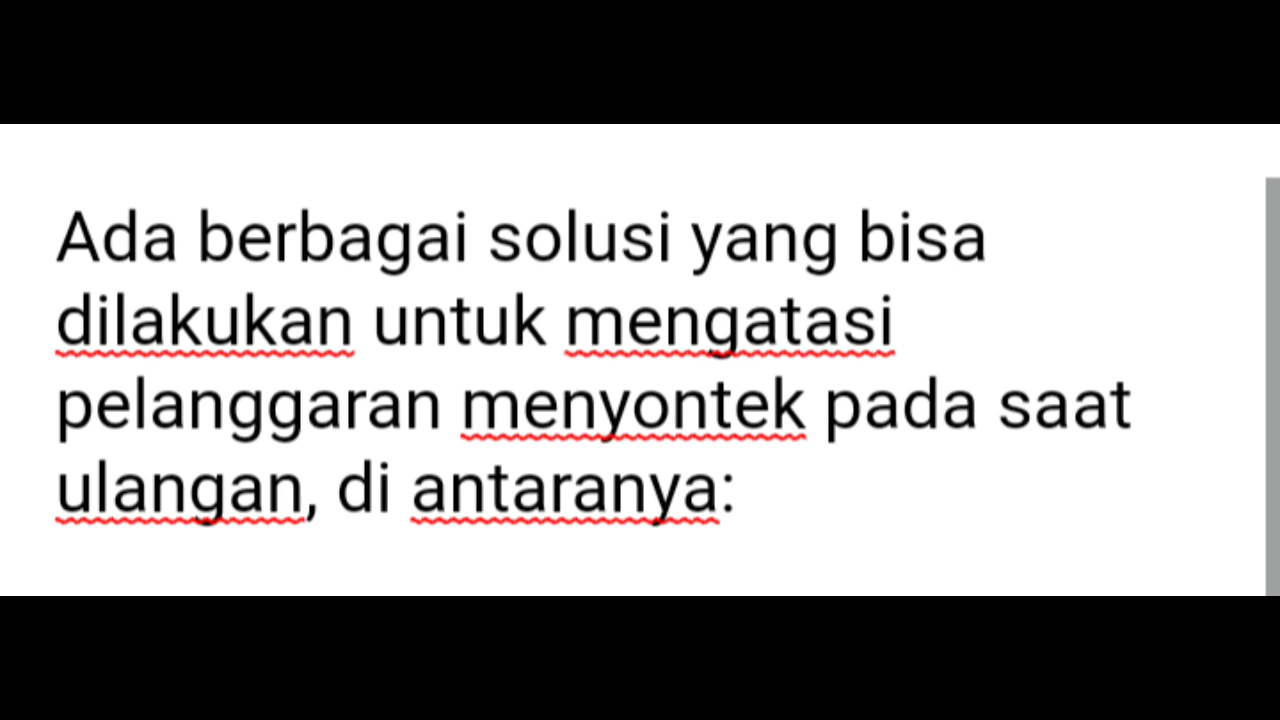 Ada berbagai solusi yang bisa
dilakukan untuk mengatasi
pelanggaran menyontek pada saat
ulangan, di antaranya: